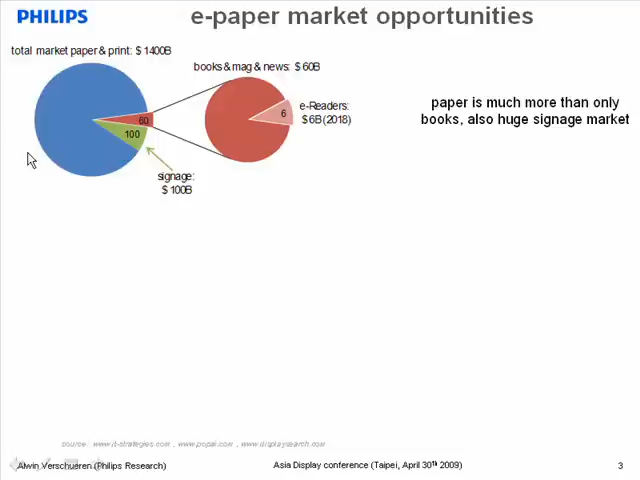 PHILIPS
e-paper market opportunities
total market paper & print: $ 1400B
books & mag & news: $ 60B
60
100
6
e-Readers:
$ 6B (2018)
signage:
$ 100B
paper is much more than only
books, also huge signage market
source: www.it-strategies.com , www.popai.com , www.displaysearch.com
Alwin Verschueren (Philips Research)
Asia Display conference (Taipei, April 30th 2009)
3